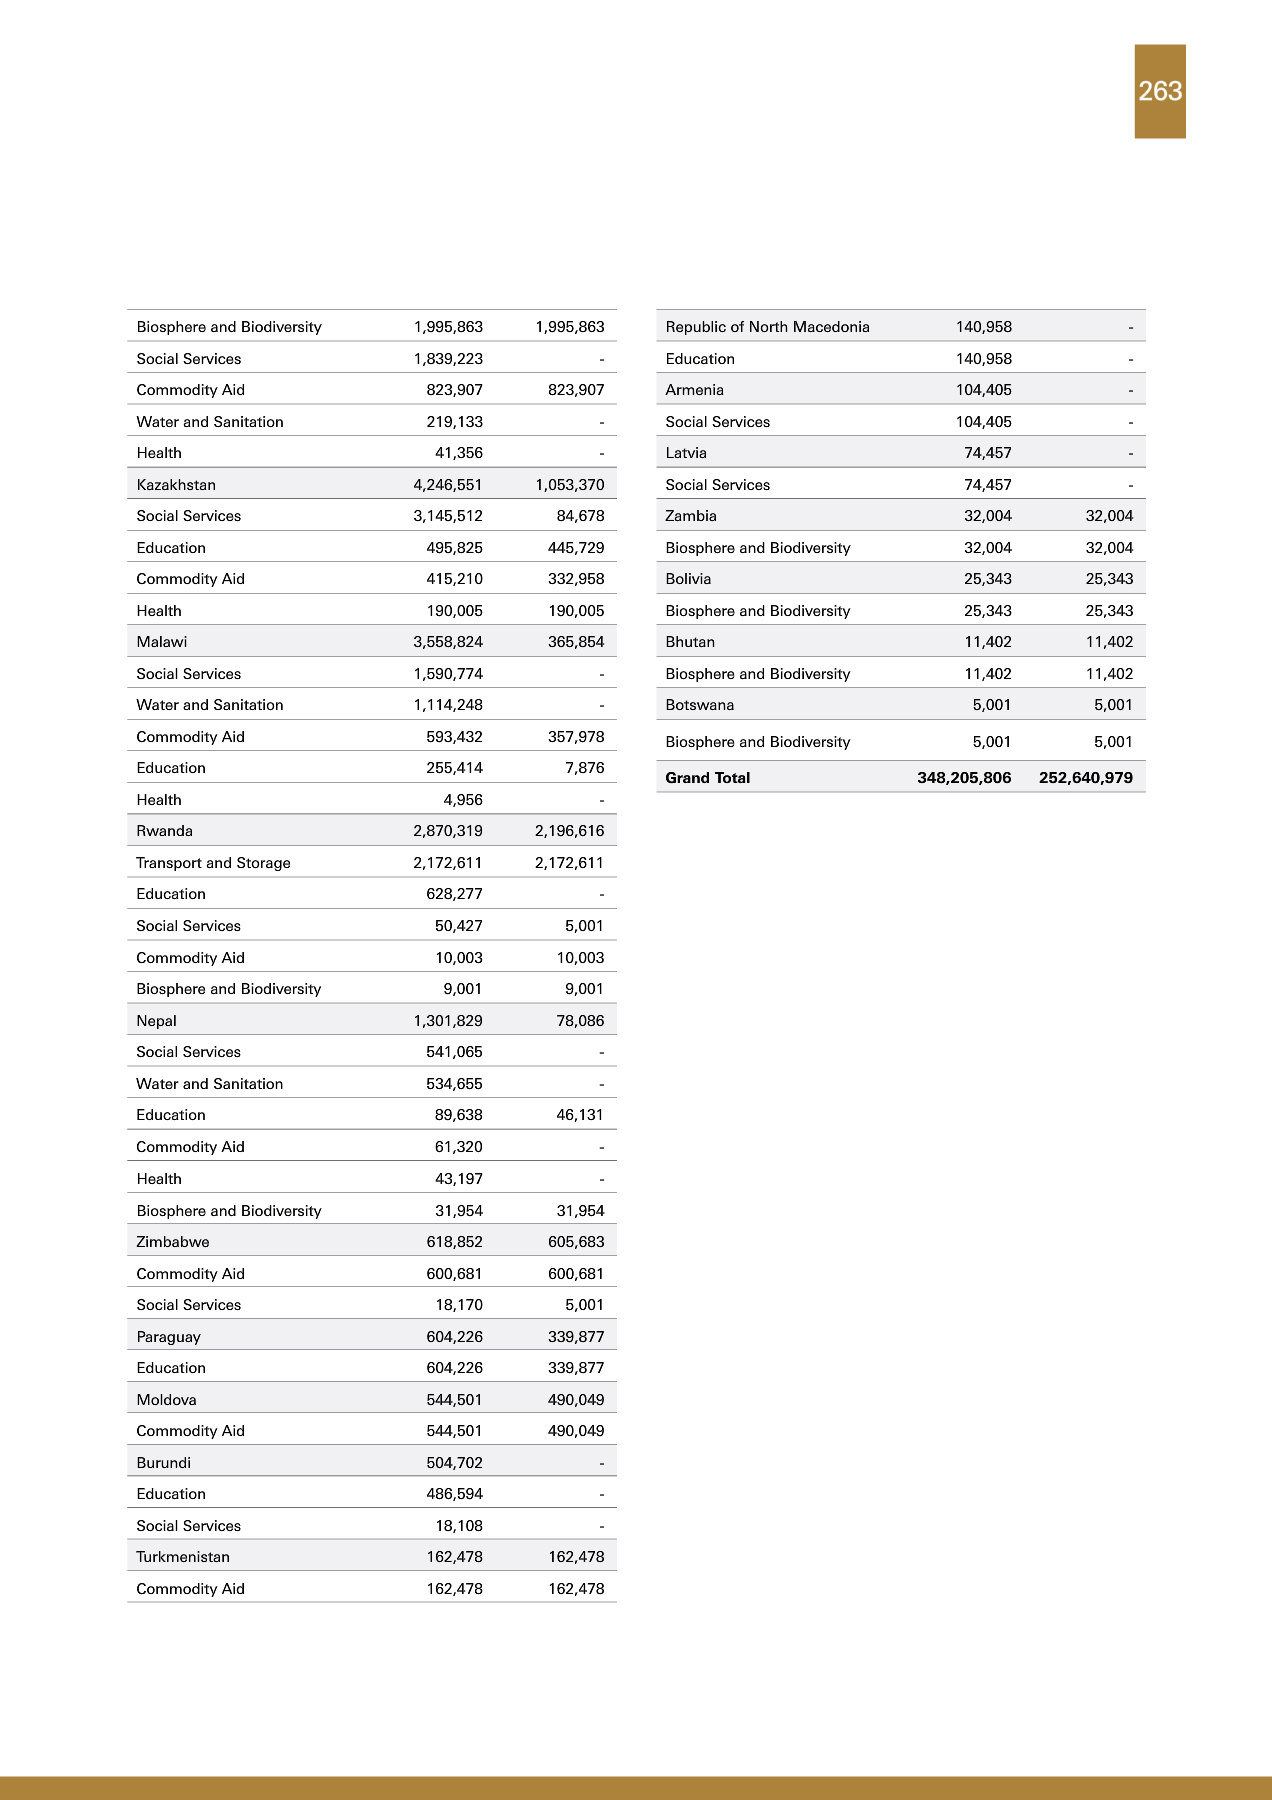 263
Biosphere and Biodiversity 1,995,863 1,995,863
Social Services 1,839,223 -
Commodity Aid 823,907 823,907
Water and Sanitation 219,133 -
Health 41,356 -
Kazakhstan 4,246,551 1,053,370
Social Services 3,145,512 84,678
Education 495,825 445,729
Commodity Aid 415,210 332,958
Health 190,005 190,005
Malawi 3,558,824 365,854
Social Services 1,590,774 -
Water and Sanitation 1,114,248 -
Commodity Aid 593,432 357,978
Education 255,414 7,876
Health 4,956 -
Rwanda 2,870,319 2,196,616
Transport and Storage 2,172,611 2,172,611
Education 628,277 -
Social Services 50,427 5,001
Commodity Aid 10,003 10,003
Biosphere and Biodiversity 9,001 9,001
Nepal 1,301,829 78,086
Social Services 541,065 -
Water and Sanitation 534,655 -
Education 89,638 46,131
Commodity Aid 61,320 -
Health 43,197 -
Biosphere and Biodiversity 31,954 31,954
Zimbabwe 618,852 605,683
Commodity Aid 600,681 600,681
Social Services 18,170 5,001
Paraguay 604,226 339,877
Education 604,226 339,877
Moldova 544,501 490,049
Commodity Aid 544,501 490,049
Burundi 504,702 -
Education 486,594 -
Social Services 18,108 -
Turkmenistan 162,478 162,478
Commodity Aid 162,478 162,478
Republic of North Macedonia 140,958 -
Education 140,958 -
Armenia 104,405 -
Social Services 104,405 -
Latvia 74,457 -
Social Services 74,457 -
Zambia 32,004 32,004
Biosphere and Biodiversity 32,004 32,004
Bolivia 25,343 25,343
Biosphere and Biodiversity 25,343 25,343
Bhutan 11,402 11,402
Biosphere and Biodiversity 11,402 11,402
Botswana 5,001 5,001
Biosphere and Biodiversity 5,001 5,001
Grand Total 348,205,806 252,640,979